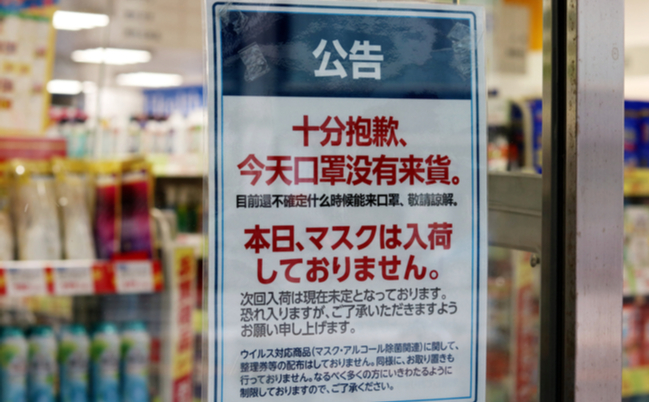 公告
十分抱歉、
今天口罩没有来貨。
目前還不確定什么時候能来口罩、敬請諒解。
本日、マスクは入荷
しておりません。
次回入荷は現在未定となっております。
恐れ入りますが、ご了承いただきますよう
お願い申し上げます。
ウイルス対応商品(マスク・アルコール除菌関連)に関して、
整理券等の配布はしておりません。同様に、お取り置きも
行っておりません。なるべく多くの方にいきわたるように
制限しておりますので、ご了承ください。